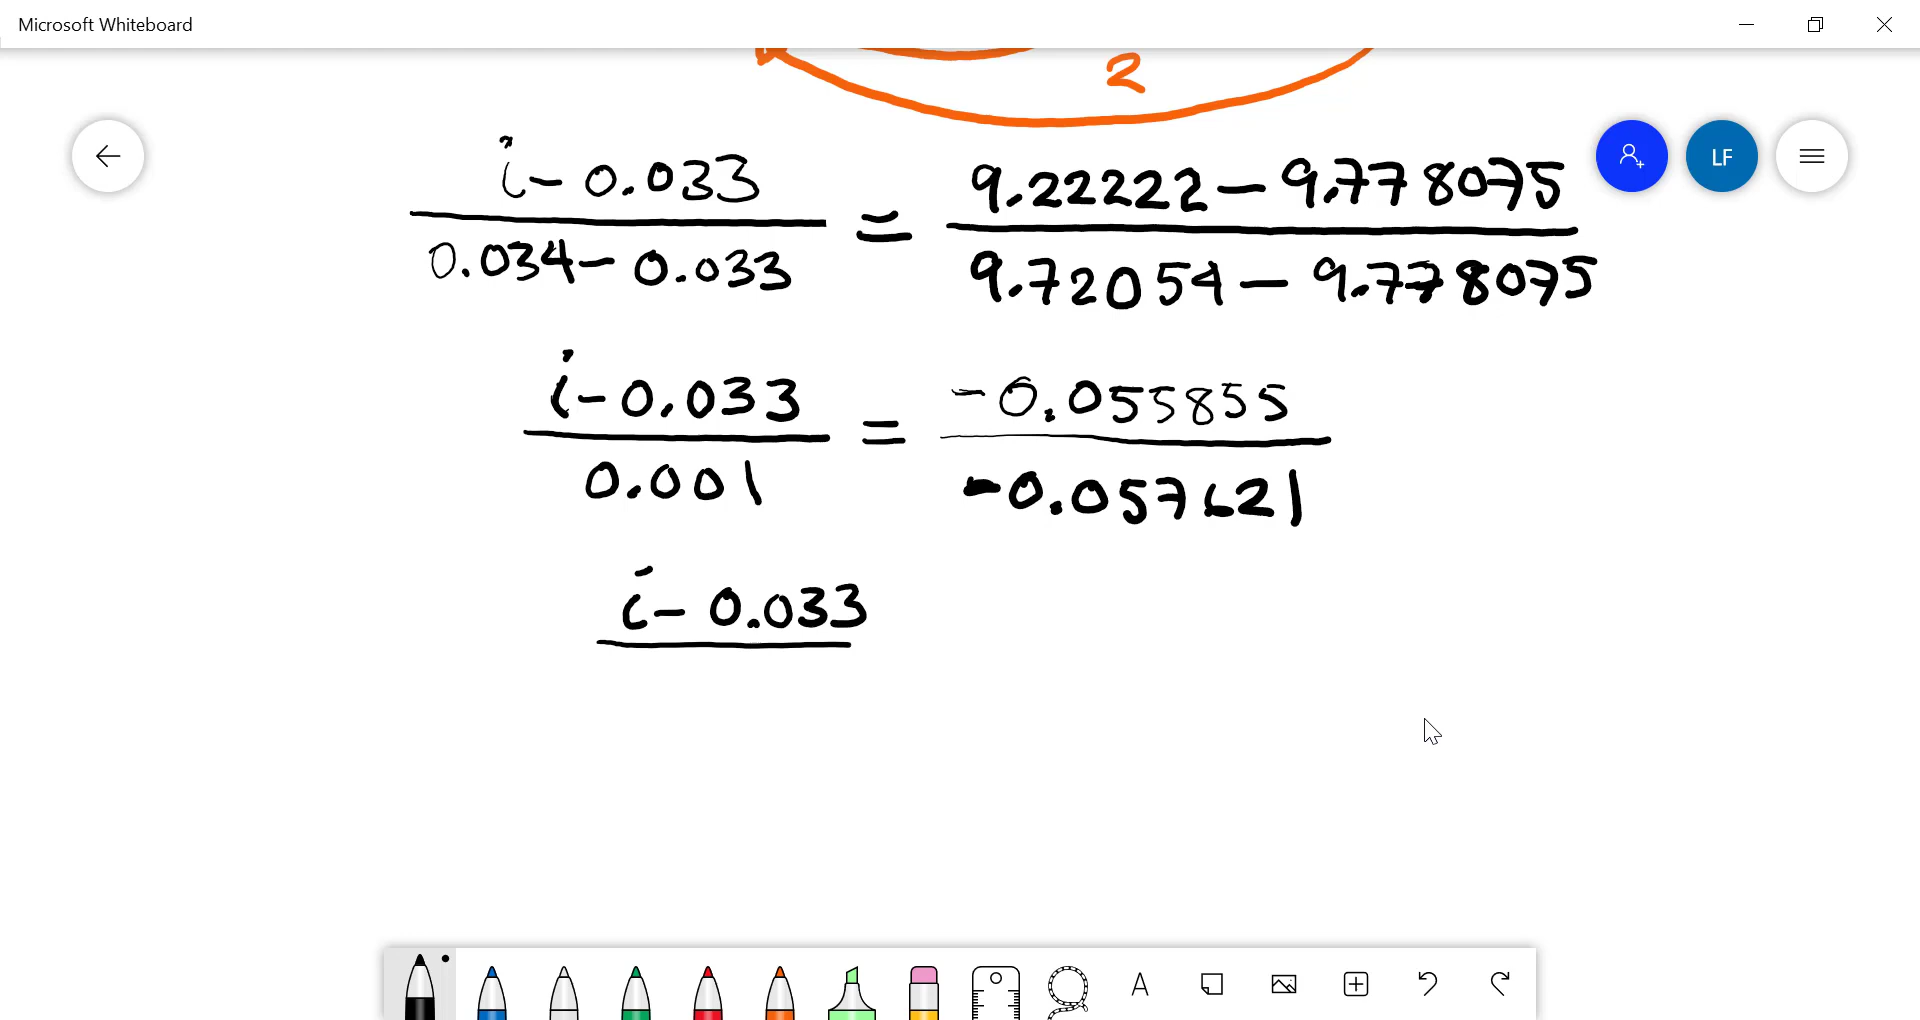 Microsoft Whiteboard
2
i - 0.033 / 0.034 - 0.033 = 9.22222 - 9.778075 / 9.72054 - 9.778075
LF
i - 0.033 / 0.001 = -0.055855 / -0.057621
i - 0.033
A